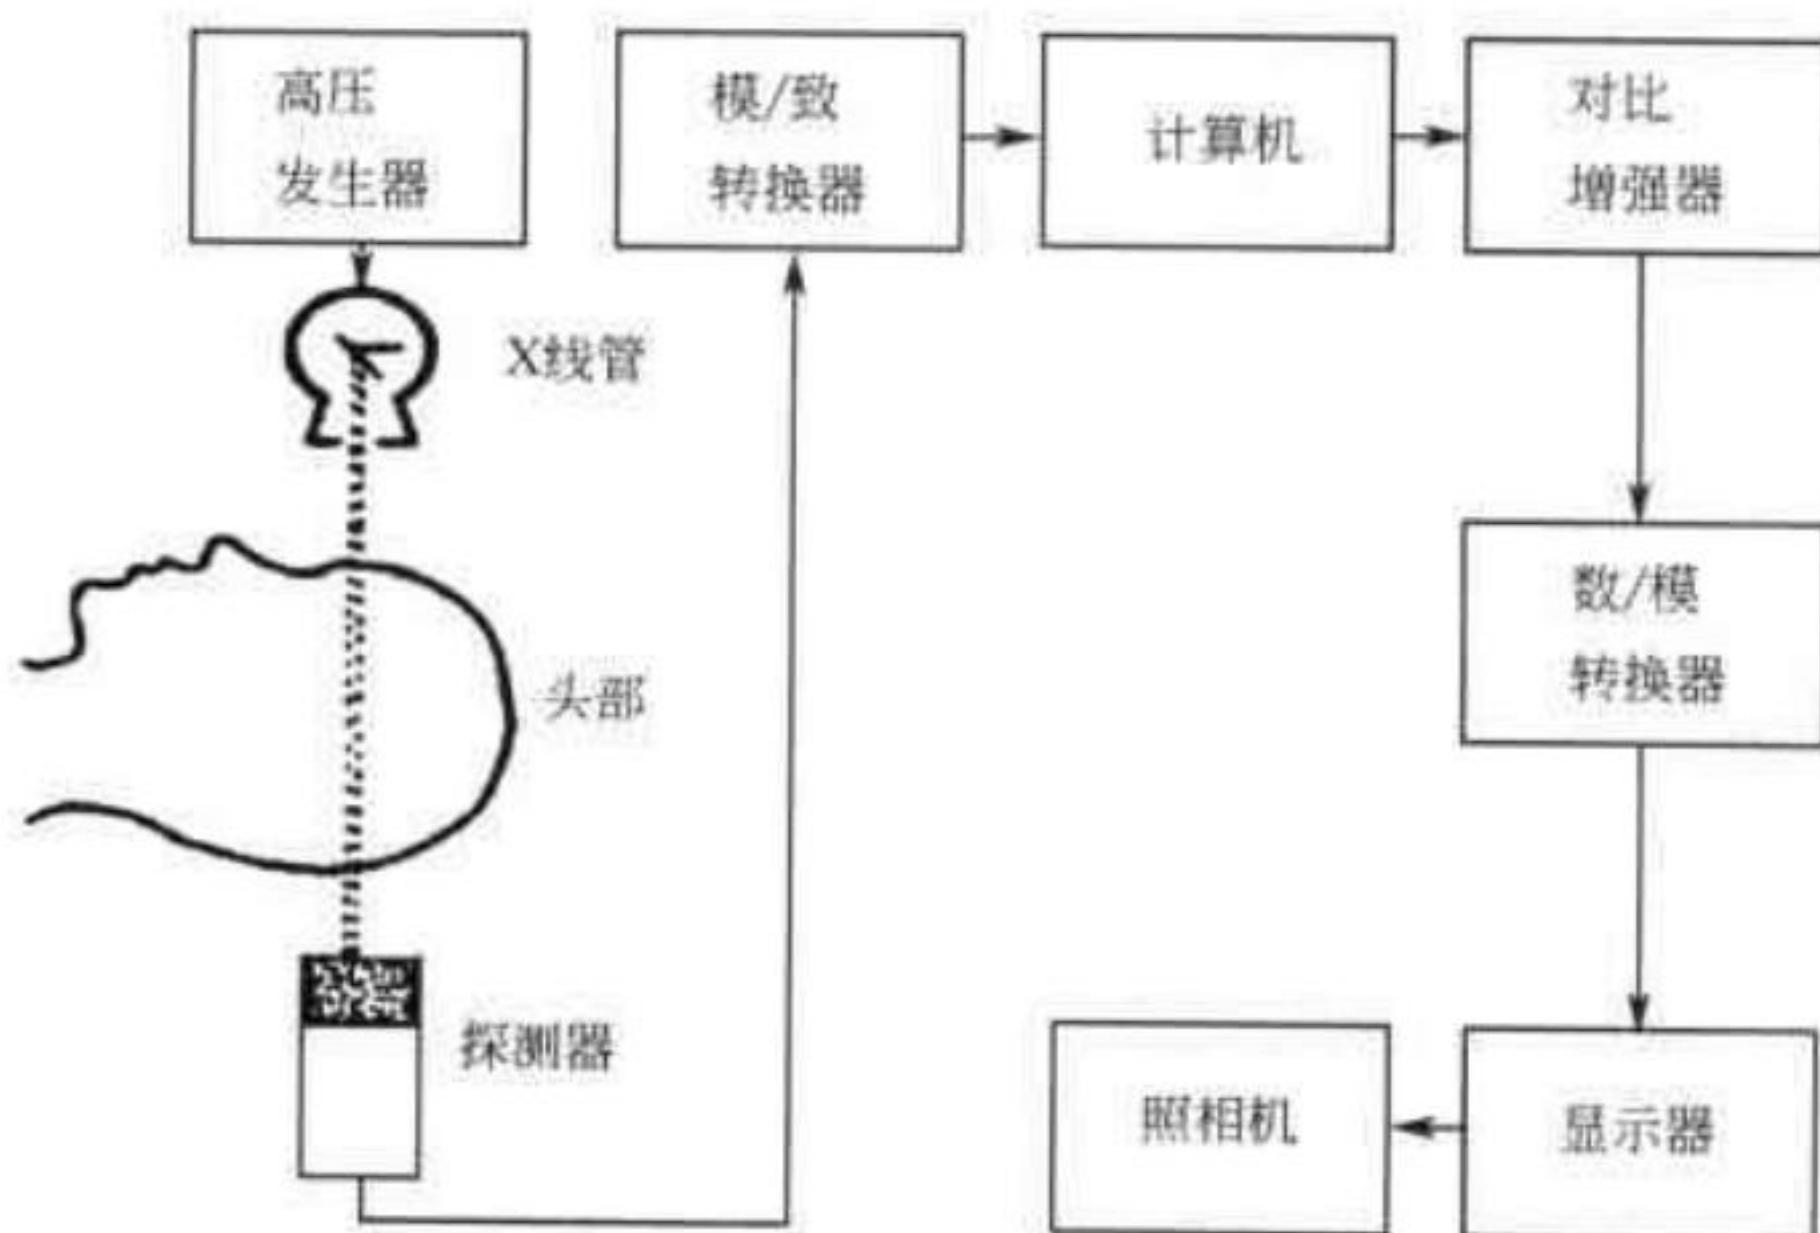 高压
发生器
模/致
转换器
计算机
对比
增强器
X线管
数/模
转换器
头部
探测器
照相机
显示器